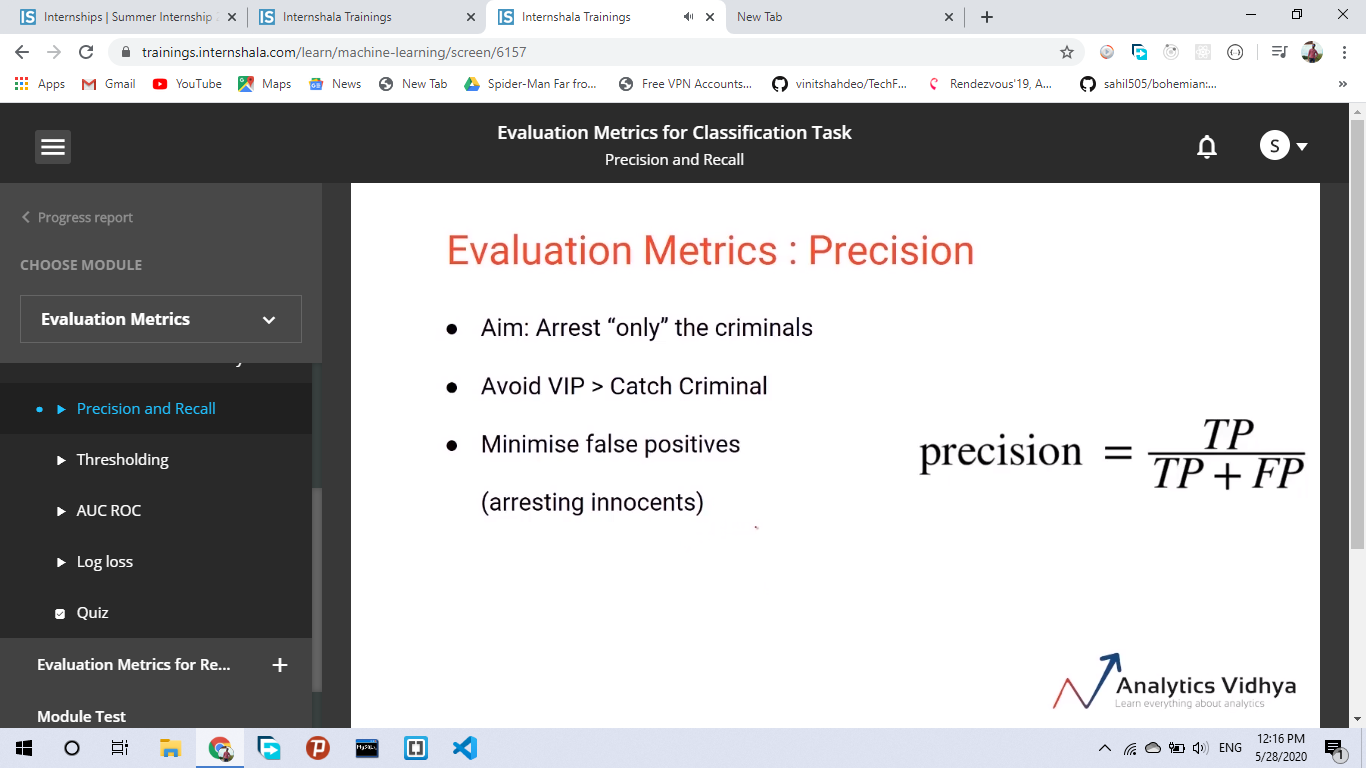 Internships | Summer Internship
Internshala Trainings
Internshala Trainings
New Tab
trainings.internshala.com/learn/machine-learning/screen/6157
Apps
Gmail
YouTube
Maps
News
New Tab
Spider-Man Far fro...
Free VPN Accounts...
vinitshahdeo/TechF...
Rendezvous'19, A...
sahil505/bohemian:...
»
Evaluation Metrics for Classification Task
Precision and Recall
S
Progress report
CHOOSE MODULE
Evaluation Metrics
Precision and Recall
Thresholding
AUC ROC
Log loss
Quiz
Evaluation Metrics for Re...
Module Test
Evaluation Metrics : Precision
● Aim: Arrest “only” the criminals
● Avoid VIP > Catch Criminal
● Minimise false positives
(arresting innocents)
precision = TP / TP + FP
Analytics Vidhya
Learn everything about analytics
MySQL
ENG
12:16 PM
5/28/2020
1